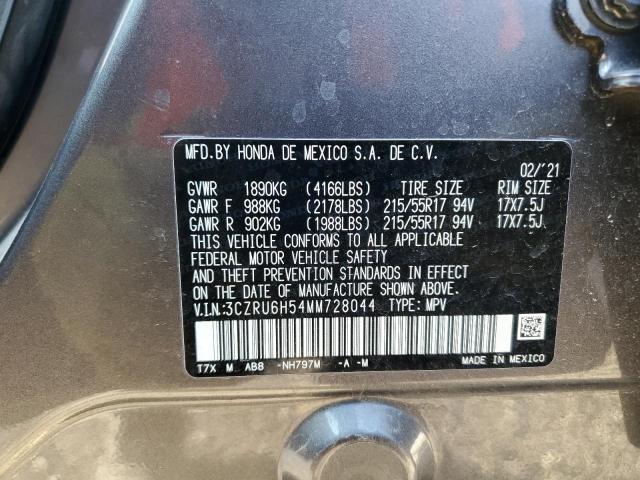 MFD.BY HONDA DE MEXICO S.A. DE C.V.
02/'21
GVWR 1890KG (4166LBS) TIRE SIZE RIM SIZE
GAWR F 988KG (2178LBS) 215/55R17 94V 17X7.5J
GAWR R 902KG (1988LBS) 215/55R17 94V 17X7.5J
THIS VEHICLE CONFORMS TO ALL APPLICABLE
FEDERAL MOTOR VEHICLE SAFETY
AND THEFT PREVENTION STANDARDS IN EFFECT
ON THE DATE OF MANUFACTURE SHOWN ABOVE.
V.I.N.:3CZRU6H54MM728044 TYPE: MPV
T7X M AB8 -NH797M -A -M MADE IN MEXICO